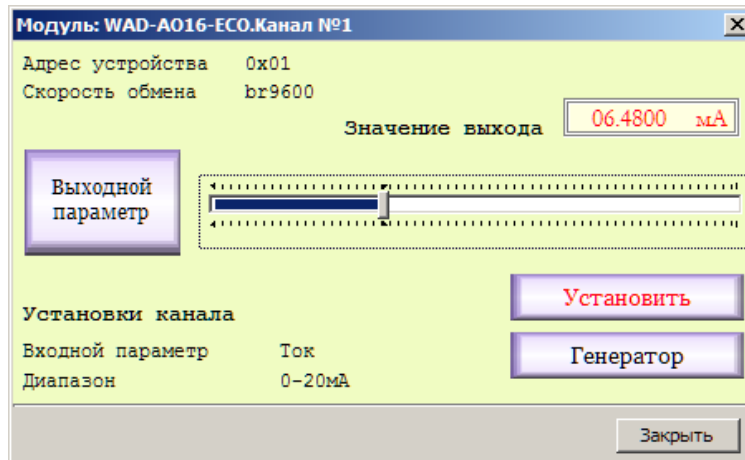 Модуль: WAD-AO16-ECO.Канал №1
Адрес устройства 0x01
Скорость обмена br9600
Значение выхода 06.4800 мА
Выходной
параметр
Установить
Установки канала
Входной параметр Ток
Генератор
Диапазон 0-20мА
Закрыть